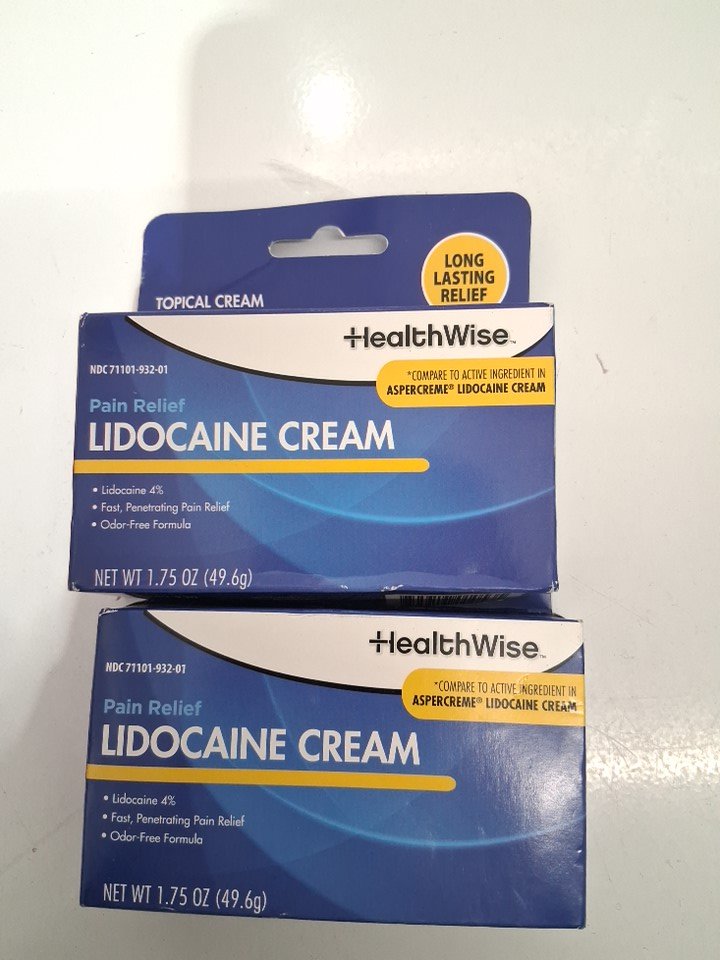 TOPICAL CREAM
LONG
LASTING
RELIEF
HealthWise™
NDC 71101-932-01
*COMPARE TO ACTIVE INGREDIENT IN
ASPERCREME® LIDOCAINE CREAM
Pain Relief
LIDOCAINE CREAM
• Lidocaine 4%
• Fast, Penetrating Pain Relief
• Odor-Free Formula
NET WT 1.75 OZ (49.6g)
HealthWise™
NDC 71101-932-01
*COMPARE TO ACTIVE INGREDIENT IN
ASPERCREME® LIDOCAINE CREAM
Pain Relief
LIDOCAINE CREAM
• Lidocaine 4%
• Fast, Penetrating Pain Relief
• Odor-Free Formula
NET WT 1.75 OZ (49.6g)